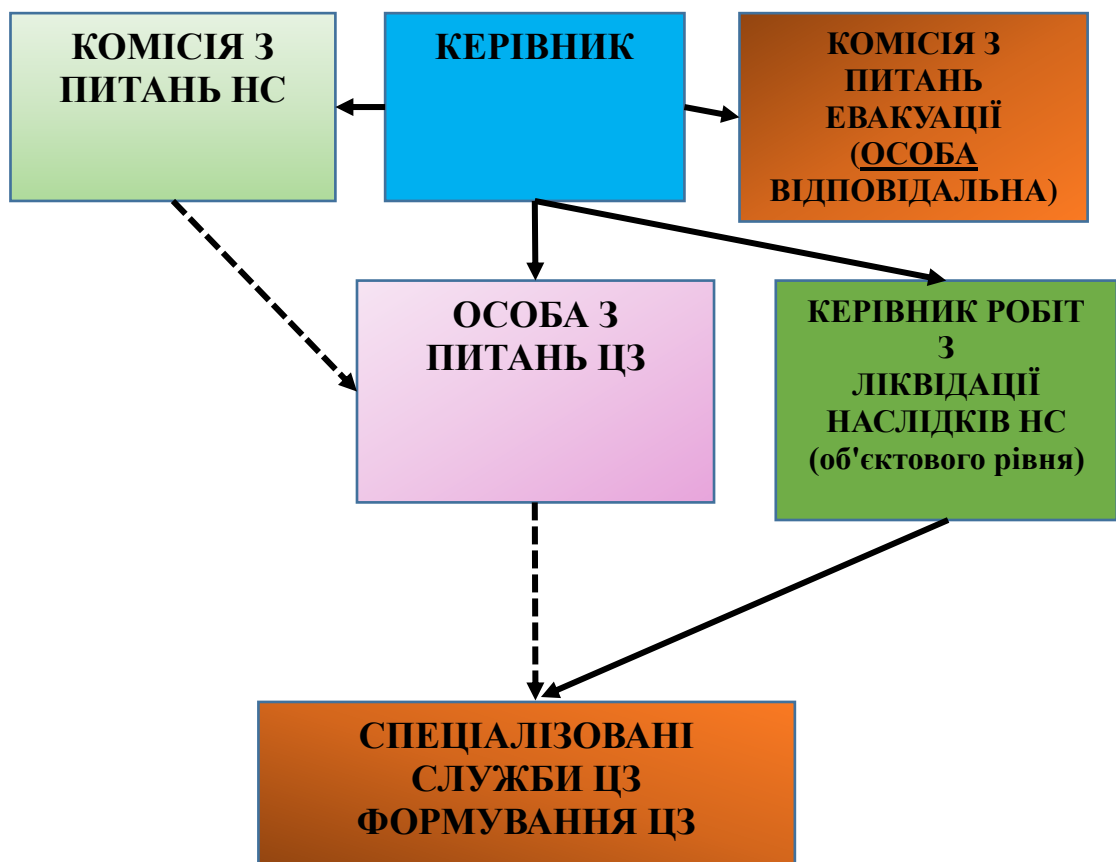 КОМІСІЯ З
ПИТАНЬ НС
КЕРІВНИК
КОМІСІЯ З
ПИТАНЬ
ЕВАКУАЦІЇ
(ОСОБА
ВІДПОВІДАЛЬНА)
ОСОБА З
ПИТАНЬ ЦЗ
КЕРІВНИК РОБІТ
З
ЛІКВІДАЦІЇ
НАСЛІДКІВ НС
(об'єктового рівня)
СПЕЦІАЛІЗОВАНІ
СЛУЖБИ ЦЗ
ФОРМУВАННЯ ЦЗ